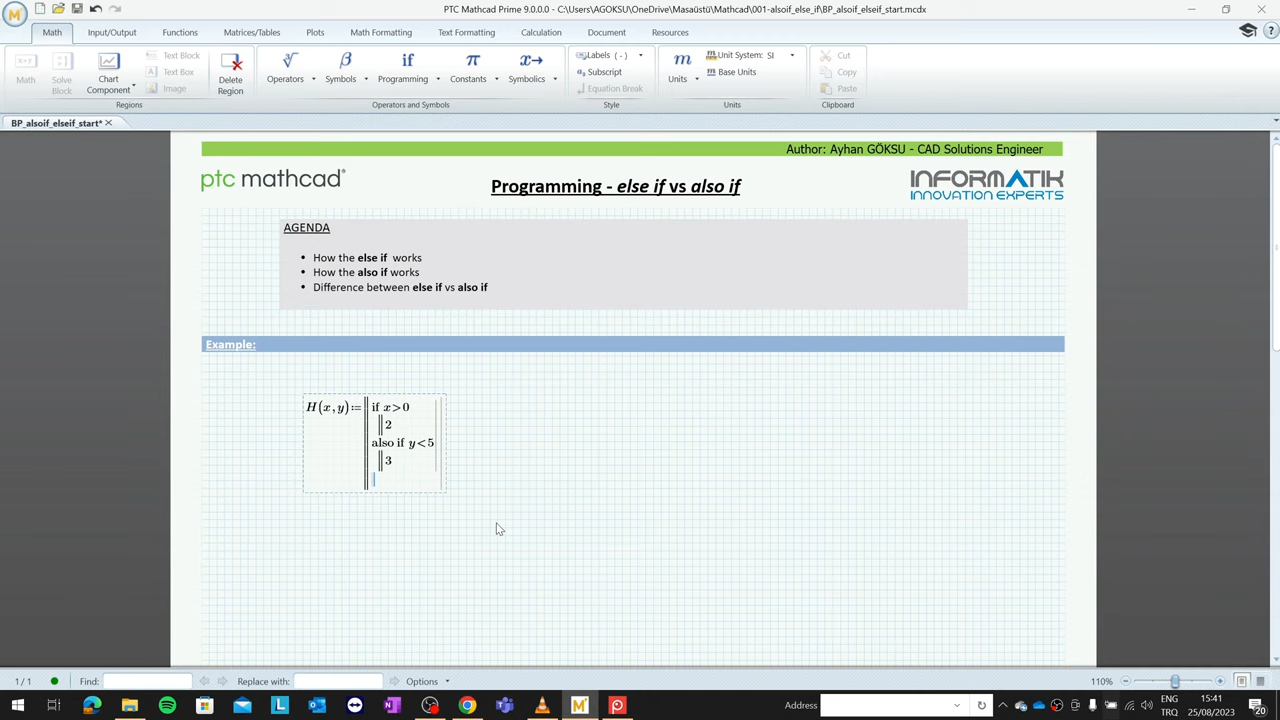 PTC Mathcad Prime 9.0.0.0 - C:\Users\AGOKSU\OneDrive\Masaüstü\Mathcad\001-alsoif_else_if\BP_alsoif_elseif_start.mcdx
Math Input/Output Functions Matrices/Tables Plots Math Formatting Text Formatting Calculation Document Resources
Math
Solve Block
Chart Component
Text Block
Text Box
Image
Delete Region
Operators
Symbols
Programming
Constants
Symbolics
Labels ( - )
Subscript
Equation Break
Units
Unit System: SI
Base Units
Cut
Copy
Paste
Regions Operators and Symbols Style Units Clipboard
BP_alsoif_elseif_start*
Author: Ayhan GÖKSU - CAD Solutions Engineer
ptc mathcad®
Programming - else if vs also if
INFORMATIK
INNOVATION EXPERTS
AGENDA
• How the else if works
• How the also if works
• Difference between else if vs also if
Example:
H(x,y):= if x>0
2
also if y<5
3
1 / 1 Find: Replace with: Options 110%
Address
ENG
TRQ
15:41
25/08/2023
20